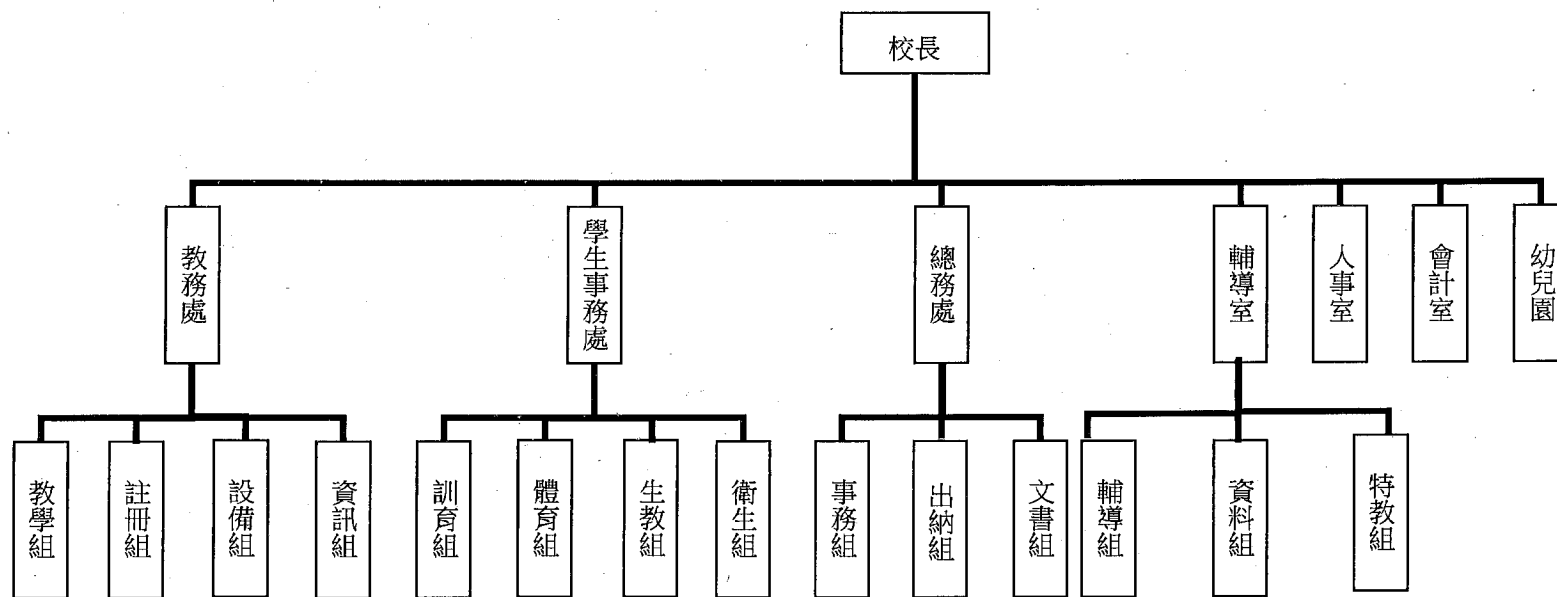 校長
教務處
學生事務處
總務處
輔導室
人事室
會計室
幼兒園
教學組
註冊組
設備組
資訊組
訓育組
體育組
生教組
衛生組
事務組
出納組
文書組
輔導組
資料組
特教組